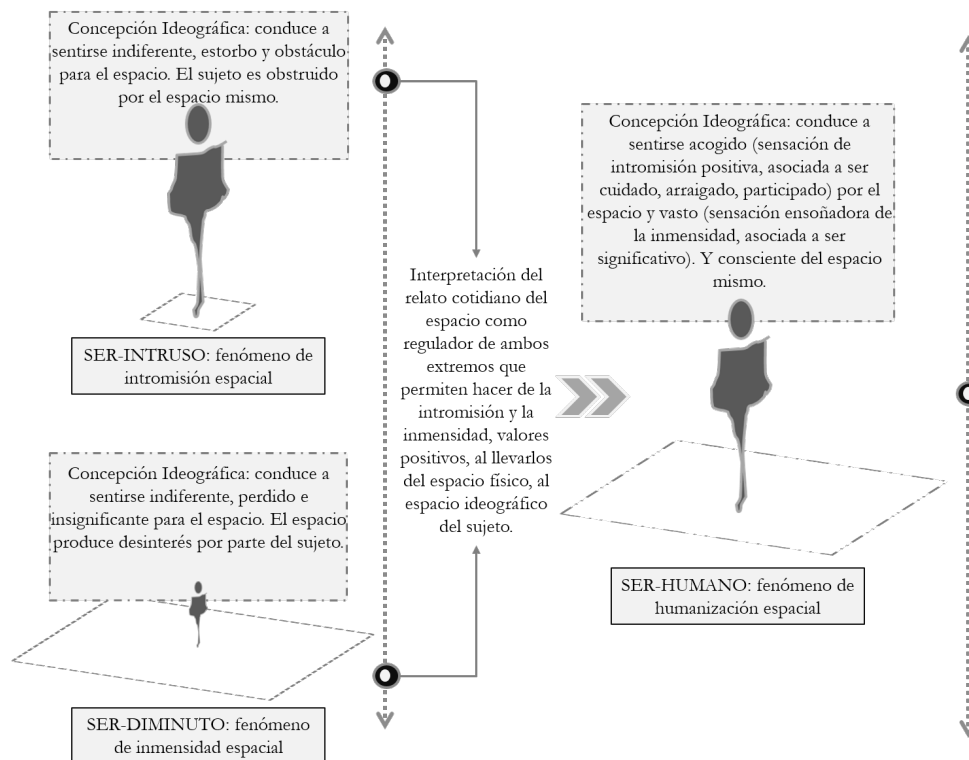 Concepción Ideográfica: conduce a
sentirse indiferente, estorbo y obstáculo
para el espacio. El sujeto es obstruido
por el espacio mismo.
SER-INTRUSO: fenómeno de
intromisión espacial
Concepción Ideográfica: conduce a
sentirse indiferente, perdido e
insignificante para el espacio. El espacio
produce desinterés por parte del sujeto.
SER-DIMINUTO: fenómeno
de inmensidad espacial
Interpretación del
relato cotidiano del
espacio como
regulador de ambos
extremos que
permiten hacer de la
intromisión y la
inmensidad, valores
positivos, al llevarlos
del espacio físico, al
espacio ideográfico
del sujeto.
Concepción Ideográfica: conduce a
sentirse acogido (sensación de
intromisión positiva, asociada a ser
cuidado, arraigado, participado) por el
espacio y vasto (sensación ensoñadora de
la inmensidad, asociada a ser
significativo). Y consciente del espacio
mismo.
SER-HUMANO: fenómeno de
humanización espacial